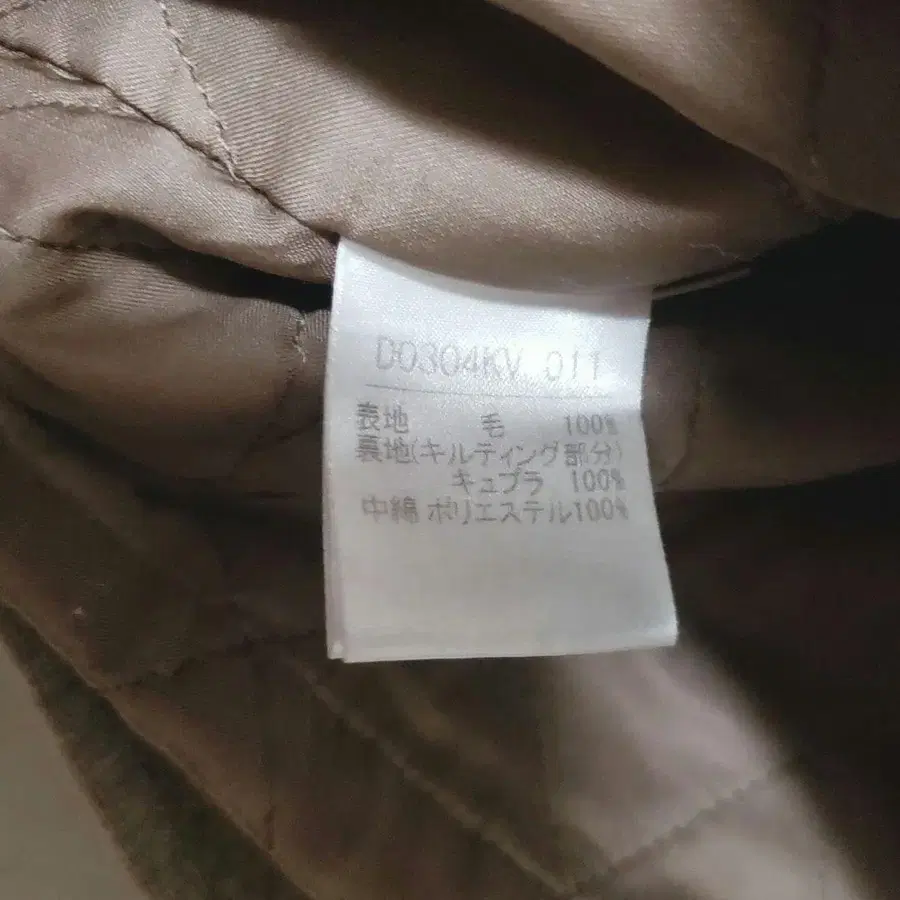 D0304KV 011
表地 毛 100%
裏地(キルティング部分)
キュプラ 100%
中綿 ポリエステル100%